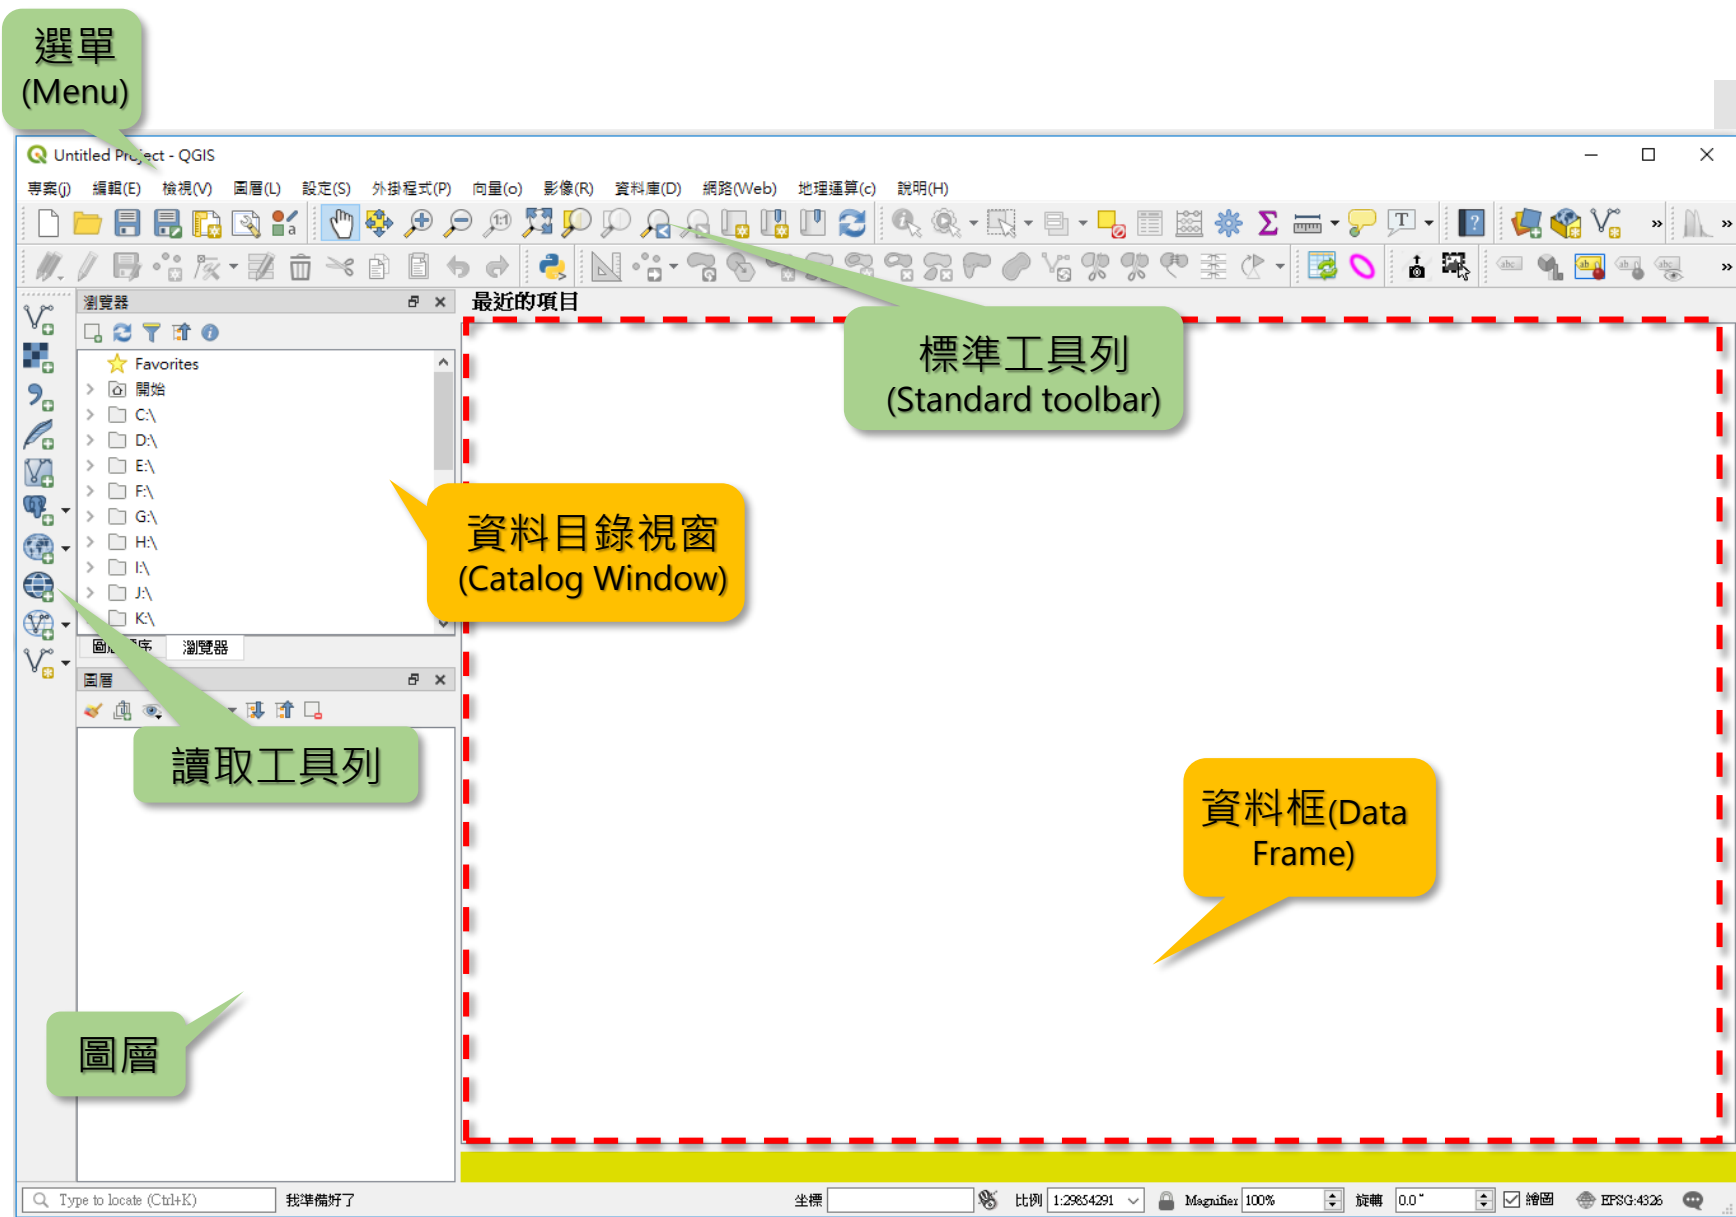 選單
(Menu)
Untitled Project - QGIS
専案(j) 編輯(E) 檢視(V) 圖層(L) 設定(S) 外掛程式(P) 向量(o) 影像(R) 資料庫(D) 網路(Web) 地理運算(c) 說明(H)
瀏覽器
最近的項目
Favorites
開始
C:\
D:\
E:\
F:\
G:\
H:\
I:\
J:\
K:\
標準工具列
(Standard toolbar)
資料目錄視窗
(Catalog Window)
瀏覽器
圖層
讀取工具列
資料框(Data
Frame)
圖層
Type to locate (Ctrl+K) 我準備好了 坐標 比例 1:29854291 Magnifier 100% 旋轉 0.0 ° 繪圖 EPSG:4326